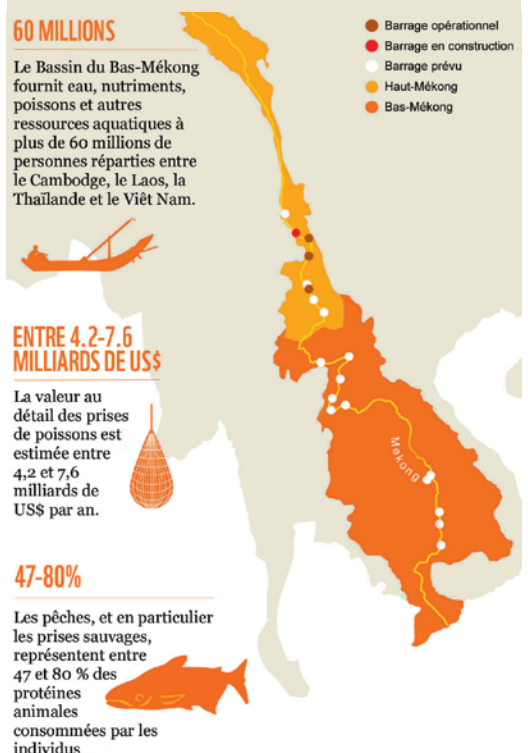 60 MILLIONS
Le Bassin du Bas-Mékong
fournit eau, nutriments,
poissons et autres
ressources aquatiques à
plus de 60 millions de
personnes réparties entre
le Cambodge, le Laos, la
Thaïlande et le Viêt Nam.
Barrage opérationnel
Barrage en construction
Barrage prévu
Haut-Mékong
Bas-Mékong
ENTRE 4.2-7.6
MILLIARDS DE US$
La valeur au
détail des prises
de poissons est
estimée entre
4,2 et 7,6
milliards de
US$ par an.
Mekong
47-80%
Les pêches, et en particulier
les prises sauvages,
représentent entre
47 et 80 % des
protéines
animales
consommées par les
individus